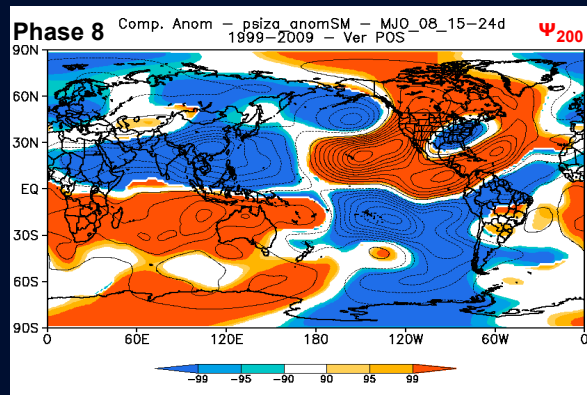 Phase 8
Comp. Anom – psiza_anomSM – MJO_08_15–24d
1999–2009 – Ver POS
Ψ200
90N
60N
30N
EQ
30S
60S
90S
0 60E 120E 180 120W 60W 0
−99 −95 −90 90 95 99